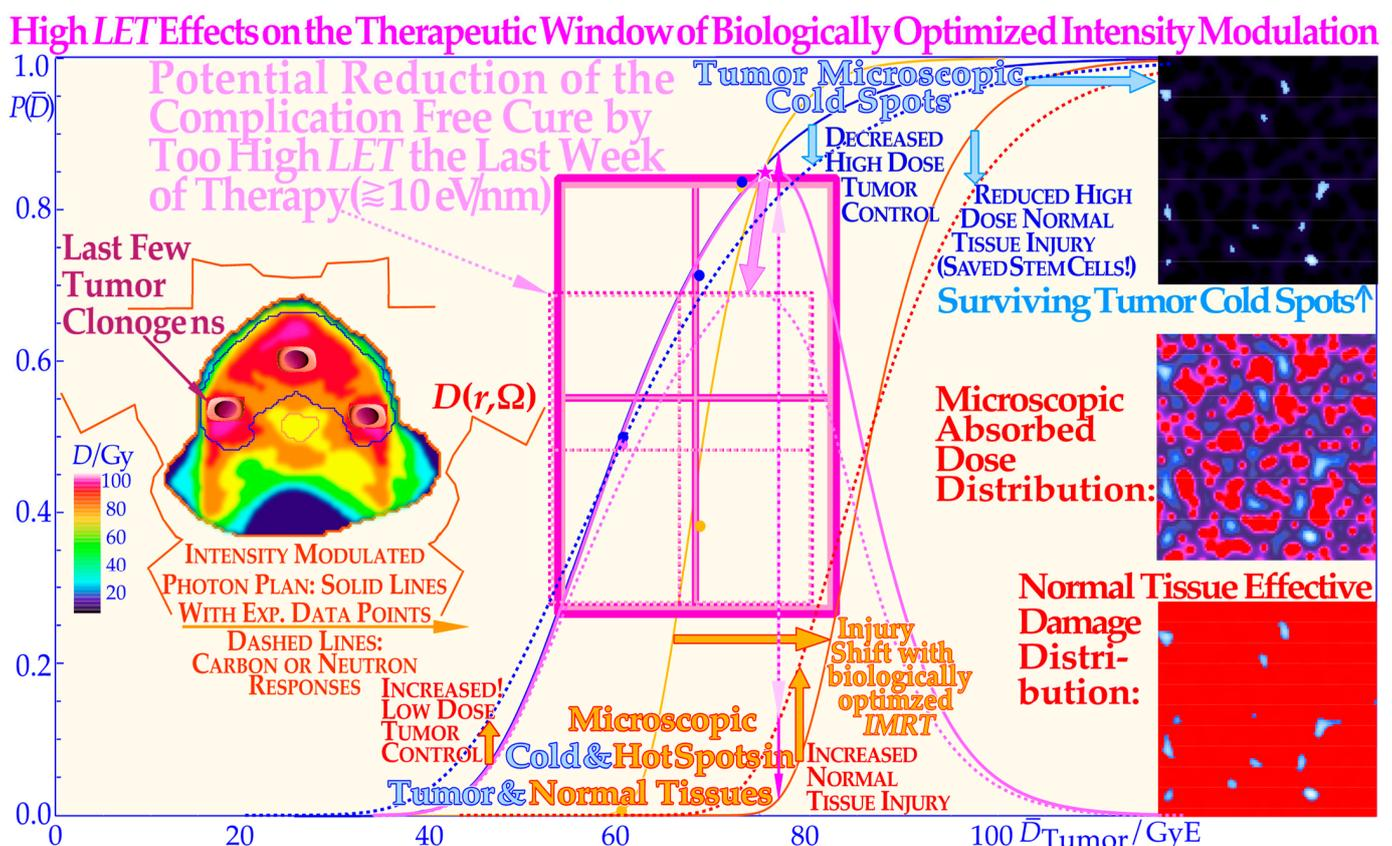 High LET Effects on the Therapeutic Window of Biologically Optimized Intensity Modulation
1.0
P(D̄)
0.8
0.6
0.4
0.2
0.0
0
20
40
60
80
100
D̄Tumor / GyE
Potential Reduction of the
Complication Free Cure by
Too High LET the Last Week
of Therapy(≧10 eV/nm)
Last Few
Tumor
Clonogens
D(r,Ω)
D/Gy
100
80
60
40
20
INTENSITY MODULATED
PHOTON PLAN: SOLID LINES
WITH EXP. DATA POINTS
DASHED LINES:
CARBON OR NEUTRON
RESPONSES
INCREASED!
LOW DOSE
TUMOR
CONTROL
Microscopic
Cold&HotSpotsin
Tumor&Normal Tissues
Tumor Microscopic
Cold Spots
DECREASED
HIGH DOSE
TUMOR
CONTROL
REDUCED HIGH
DOSE NORMAL
TISSUE INJURY
(SAVED STEM CELLS!)
Injury
Shift with
biologically
optimzed
IMRT
INCREASED
NORMAL
TISSUE INJURY
Surviving Tumor Cold Spots↑
Microscopic
Absorbed
Dose
Distribution:
Normal Tissue Effective
Damage
Distri-
bution: